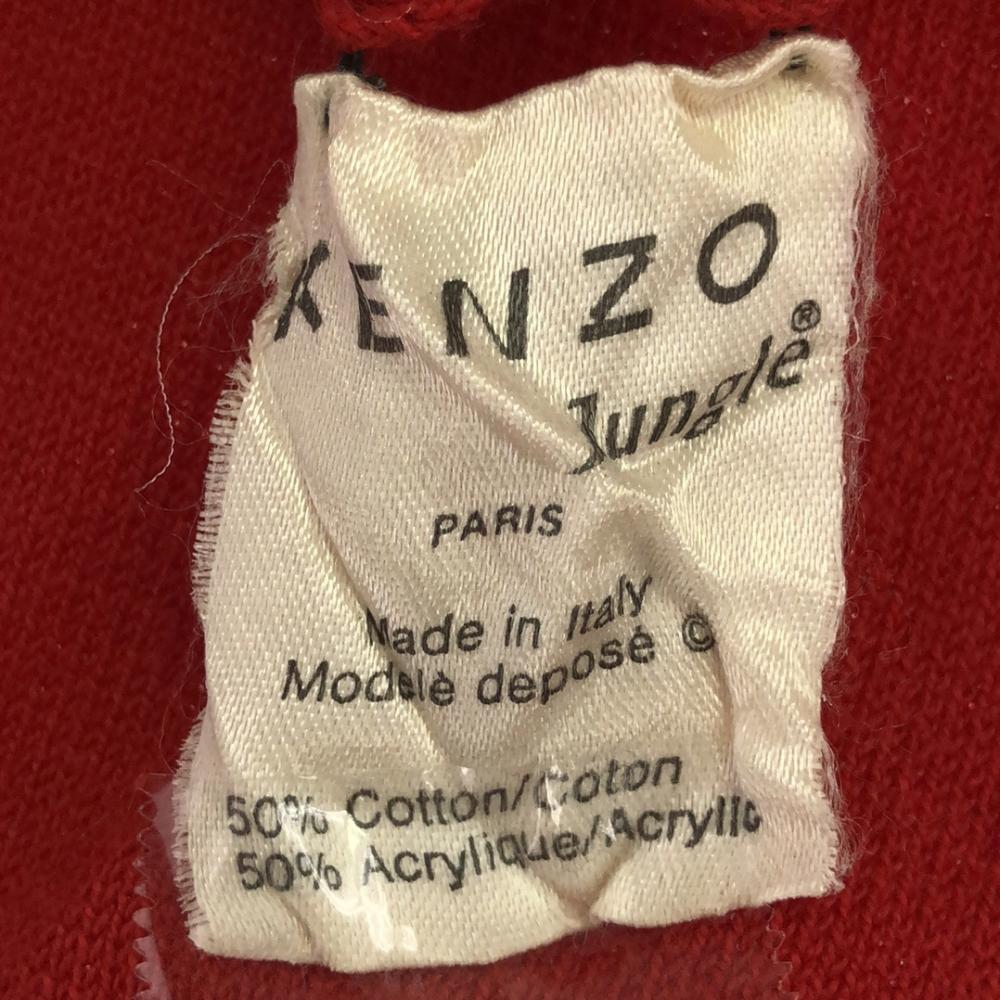 KENZO
Jungle®
PARIS
Made in Italy
Modelè deposé ©
50% Cotton/Coton
50% Acrylique/Acrylic